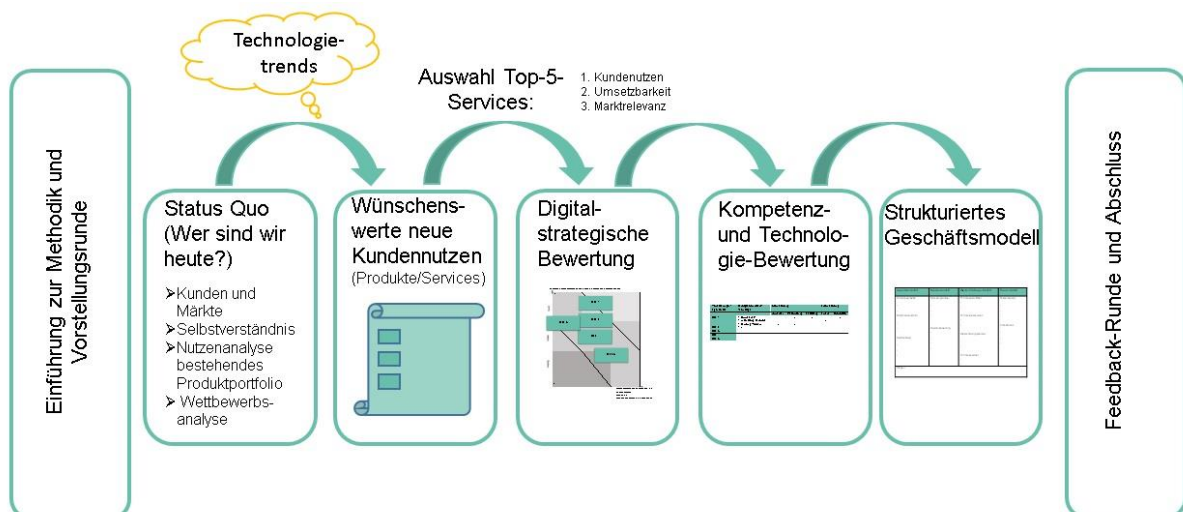 Einführung zur Methodik und
Vorstellungsrunde
Technologie-
trends
Auswahl Top-5-
Services:
1. Kundenutzen
2. Umsetzbarkeit
3. Marktrelevanz
Status Quo
(Wer sind wir
heute?)
➢Kunden und
Märkte
➢Selbstverständnis
➢Nutzenanalyse
bestehendes
Produktportfolio
➢Wettbewerbs-
analyse
Wünschens-
werte neue
Kundennutzen
(Produkte/Services)
Digital-
strategische
Bewertung
Kompetenz-
und Technolo-
gie-Bewertung
Strukturiertes
Geschäftsmodell
Feedback-Runde und Abschluss